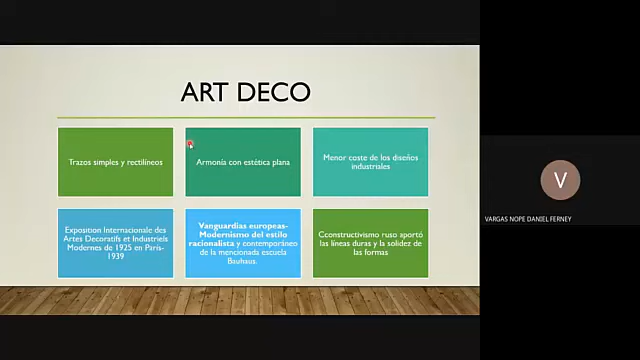 ART DECO
Trazos simples y rectilíneos
Armonía con estética plana
Menor coste de los diseños
industriales
Exposition Internationale des
Artes Decoratifs et Industriels
Modernes de 1925 en Paris-
1939
Vanguardias europeas-
Modernismo del estilo
racionalista y contemporáneo
de la mencionada escuela
Bauhaus.
Cconstructivismo ruso aportó
las líneas duras y la solidez de
las formas
V
VARGAS NOPE DANIEL FERNEY